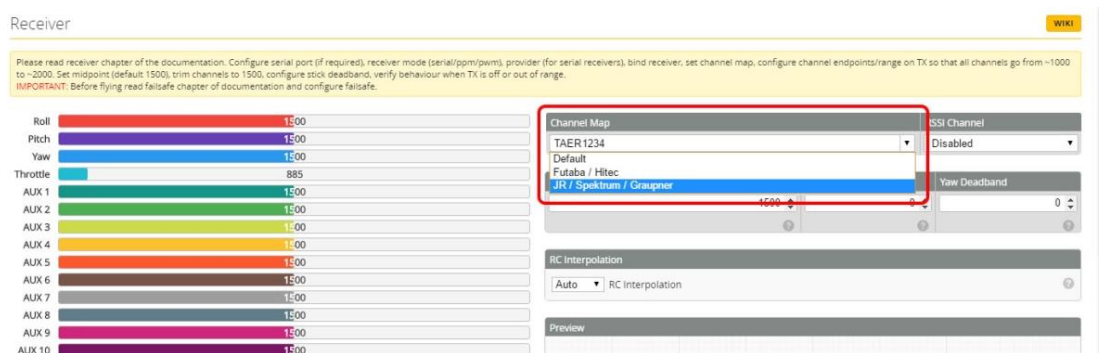 Receiver
WIKI
Please read receiver chapter of the documentation. Configure serial port (if required), receiver mode (serial/ppm/pwm), provider (for serial receivers), bind receiver, set channel map, configure channel endpoints/range on TX so that all channels go from ~1000
to ~2000. Set midpoint (default 1500), trim channels to 1500, configure stick deadband, verify behaviour when TX is off or out of range.
IMPORTANT: Before flying read failsafe chapter of documentation and configure failsafe.
Roll 1500
Pitch 1500
Yaw 1500
Throttle 885
AUX 1 1500
AUX 2 1500
AUX 3 1500
AUX 4 1500
AUX 5 1500
AUX 6 1500
AUX 7 1500
AUX 8 1500
AUX 9 1500
AUX 10 1500
Channel Map
RSSI Channel
TAER1234
Disabled
Default
Futaba / Hitec
JR / Spektrum / Graupner
Yaw Deadband
1500
0
0
RC Interpolation
Auto RC Interpolation
Preview